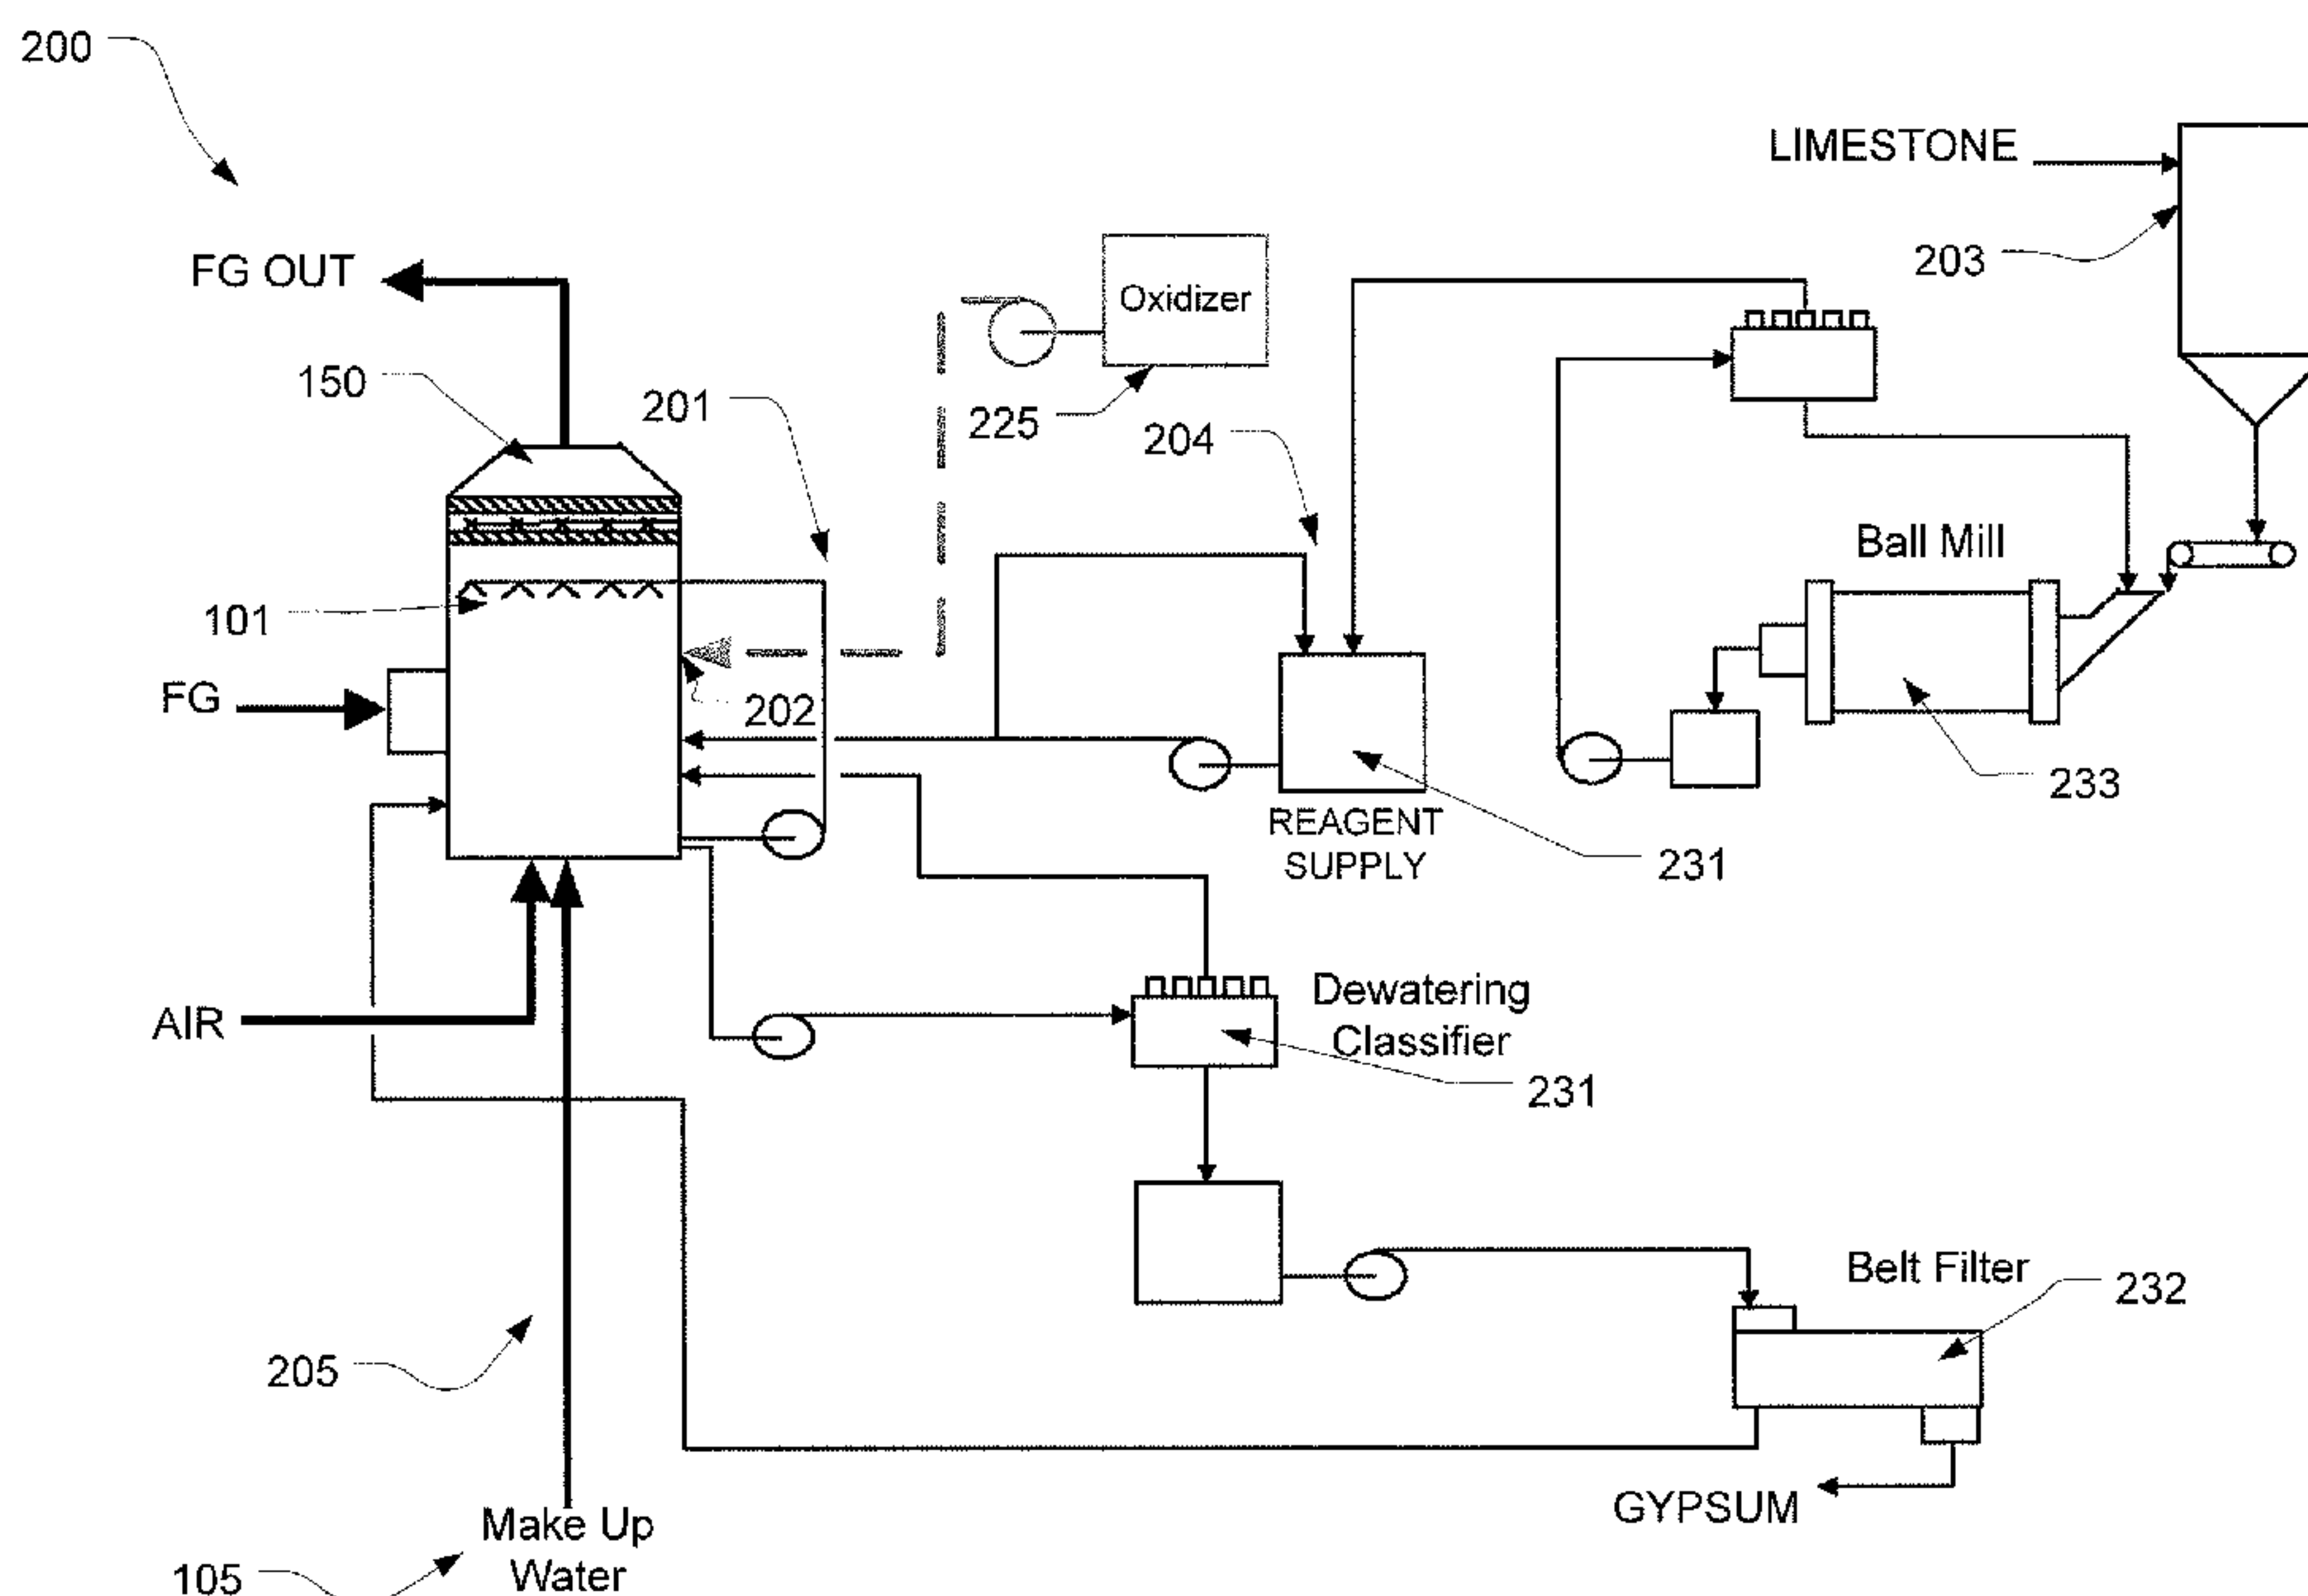 200
LIMESTONE
203
FG OUT
Oxidizer
150
201
225
204
Ball Mill
101
FG
202
233
REAGENT
SUPPLY
231
AIR
Dewatering
Classifier
231
Belt Filter
232
205
GYPSUM
Make Up
Water
105